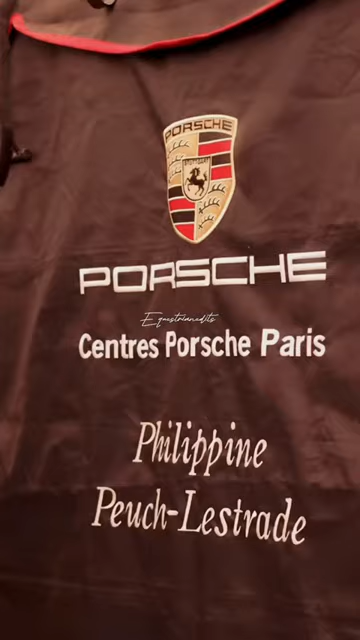 PORSCHE
PORSCHE
Equestrianedits
Centres Porsche Paris
Philippine
Peuch-Lestrade